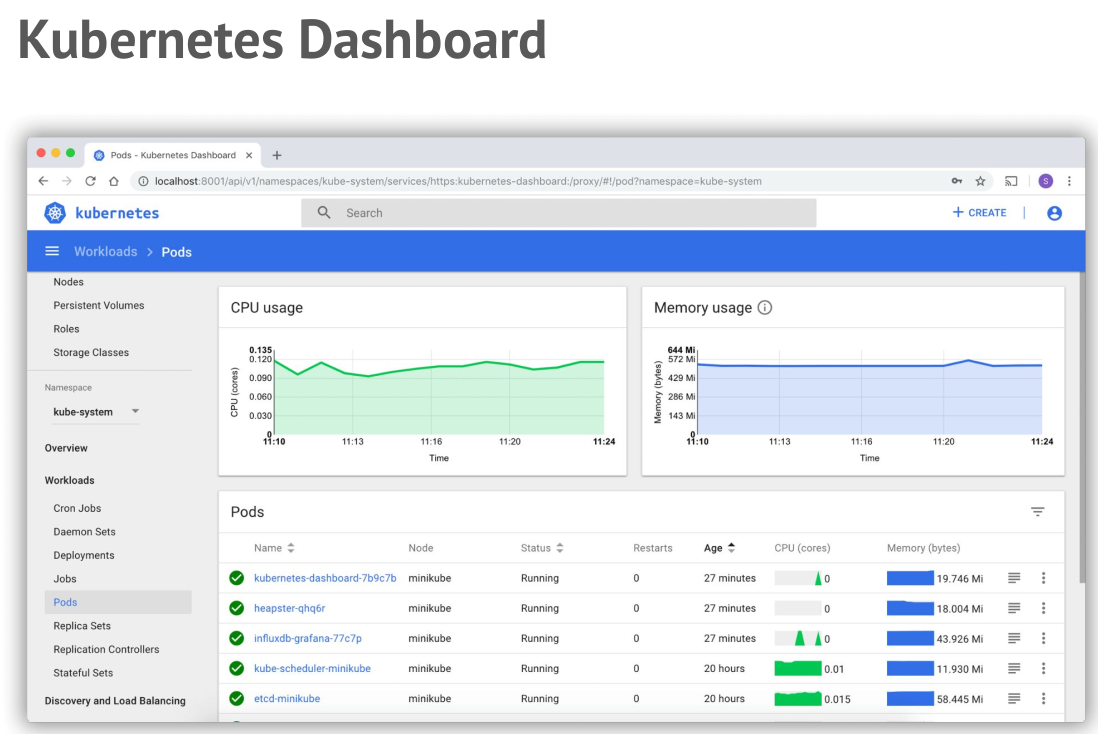 Kubernetes Dashboard
Pods - Kubernetes Dashboard
localhost:8001/api/v1/namespaces/kube-system/services/https:kubernetes-dashboard:/proxy/#!/pod?namespace=kube-system
S
kubernetes
Search
+ CREATE
Workloads > Pods
Nodes
Persistent Volumes
Roles
Storage Classes
Namespace
kube-system
Overview
Workloads
Cron Jobs
Daemon Sets
Deployments
Jobs
Pods
Replica Sets
Replication Controllers
Stateful Sets
Discovery and Load Balancing
CPU usage
CPU (cores)
0.135
0.120
0.090
0.060
0.030
0
11:10 11:13 11:16 11:20 11:24
Time
Memory usage
Memory (bytes)
644 Mi
572 Mi
429 Mi
286 Mi
143 Mi
0
11:10 11:13 11:16 11:20 11:24
Time
Pods
Name Node Status Restarts Age CPU (cores) Memory (bytes)
kubernetes-dashboard-7b9c7b minikube Running 0 27 minutes 0 19.746 Mi
heapster-qhq6r minikube Running 0 27 minutes 0 18.004 Mi
influxdb-grafana-77c7p minikube Running 0 27 minutes 0 43.926 Mi
kube-scheduler-minikube minikube Running 0 20 hours 0.01 11.930 Mi
etcd-minikube minikube Running 0 20 hours 0.015 58.445 Mi